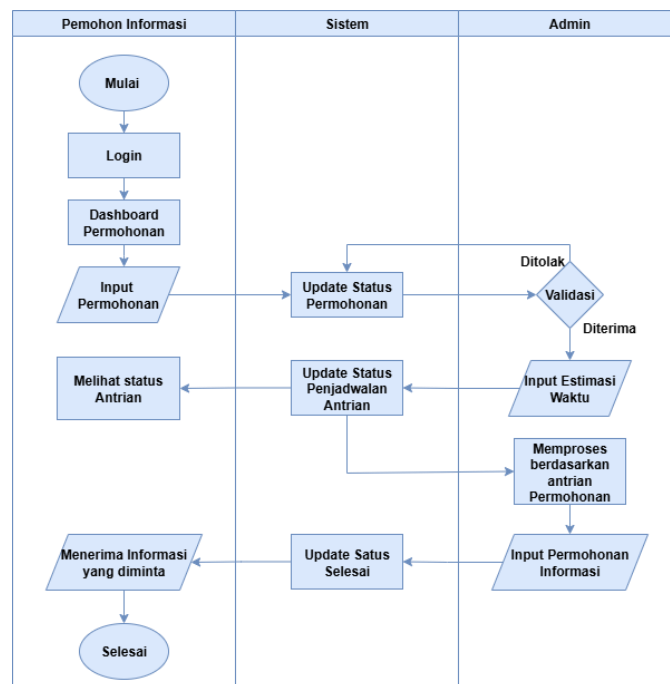 Pemohon Informasi
Sistem
Admin
Mulai
Login
Dashboard
Permohonan
Input
Permohonan
Update Status
Permohonan
Ditolak
Validasi
Diterima
Melihat status
Antrian
Update Status
Penjadwalan
Antrian
Input Estimasi
Waktu
Memproses
berdasarkan
antrian
Permohonan
Menerima Informasi
yang diminta
Update Satus
Selesai
Input Permohonan
Informasi
Selesai